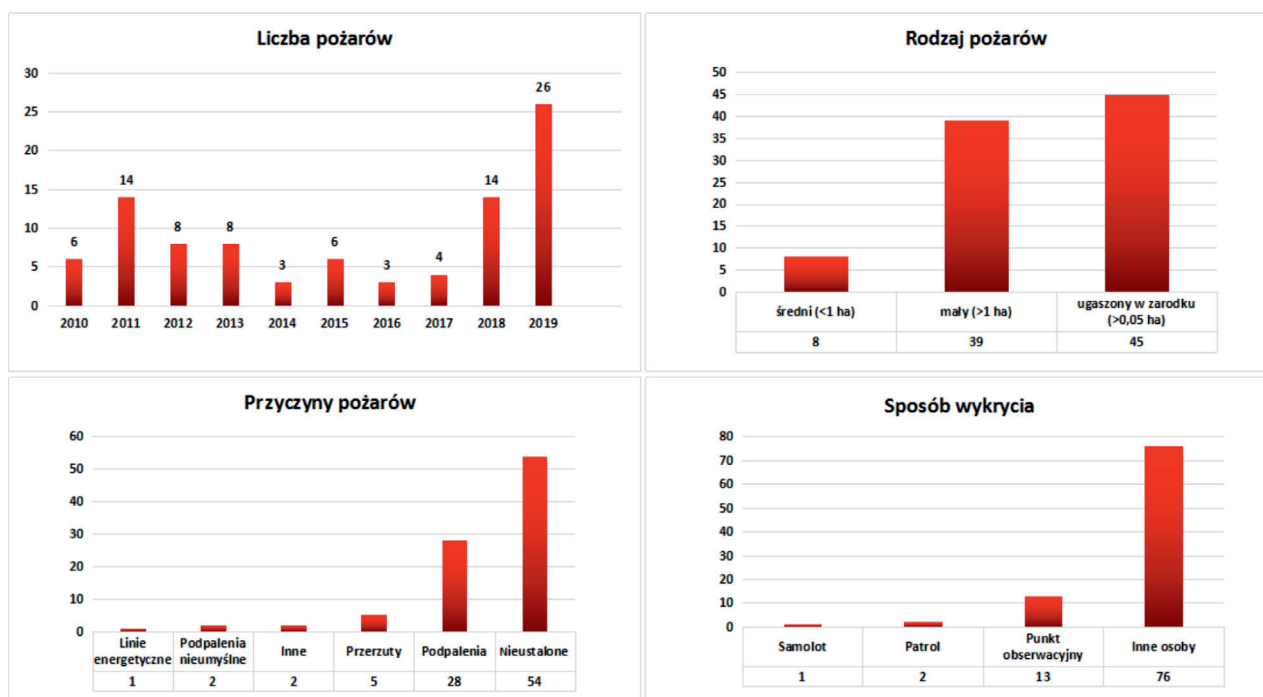 Liczba pożarów
30
25
20
15
10
5
0
6 14 8 8 3 6 3 4 14 26
2010 2011 2012 2013 2014 2015 2016 2017 2018 2019
Rodzaj pożarów
50
45
40
35
30
25
20
15
10
5
0
średni (<1 ha) mały (>1 ha) ugaszony w zarodku
(>0,05 ha)
8 39 45
Przyczyny pożarów
60
50
40
30
20
10
0
Linie Podpalenia Inne Przerzuty Podpalenia Nieustalone
energetyczne nieumyślne
1 2 2 5 28 54
Sposób wykrycia
80
70
60
50
40
30
20
10
0
Samolot Patrol Punkt Inne osoby
obserwacyjny
1 2 13 76